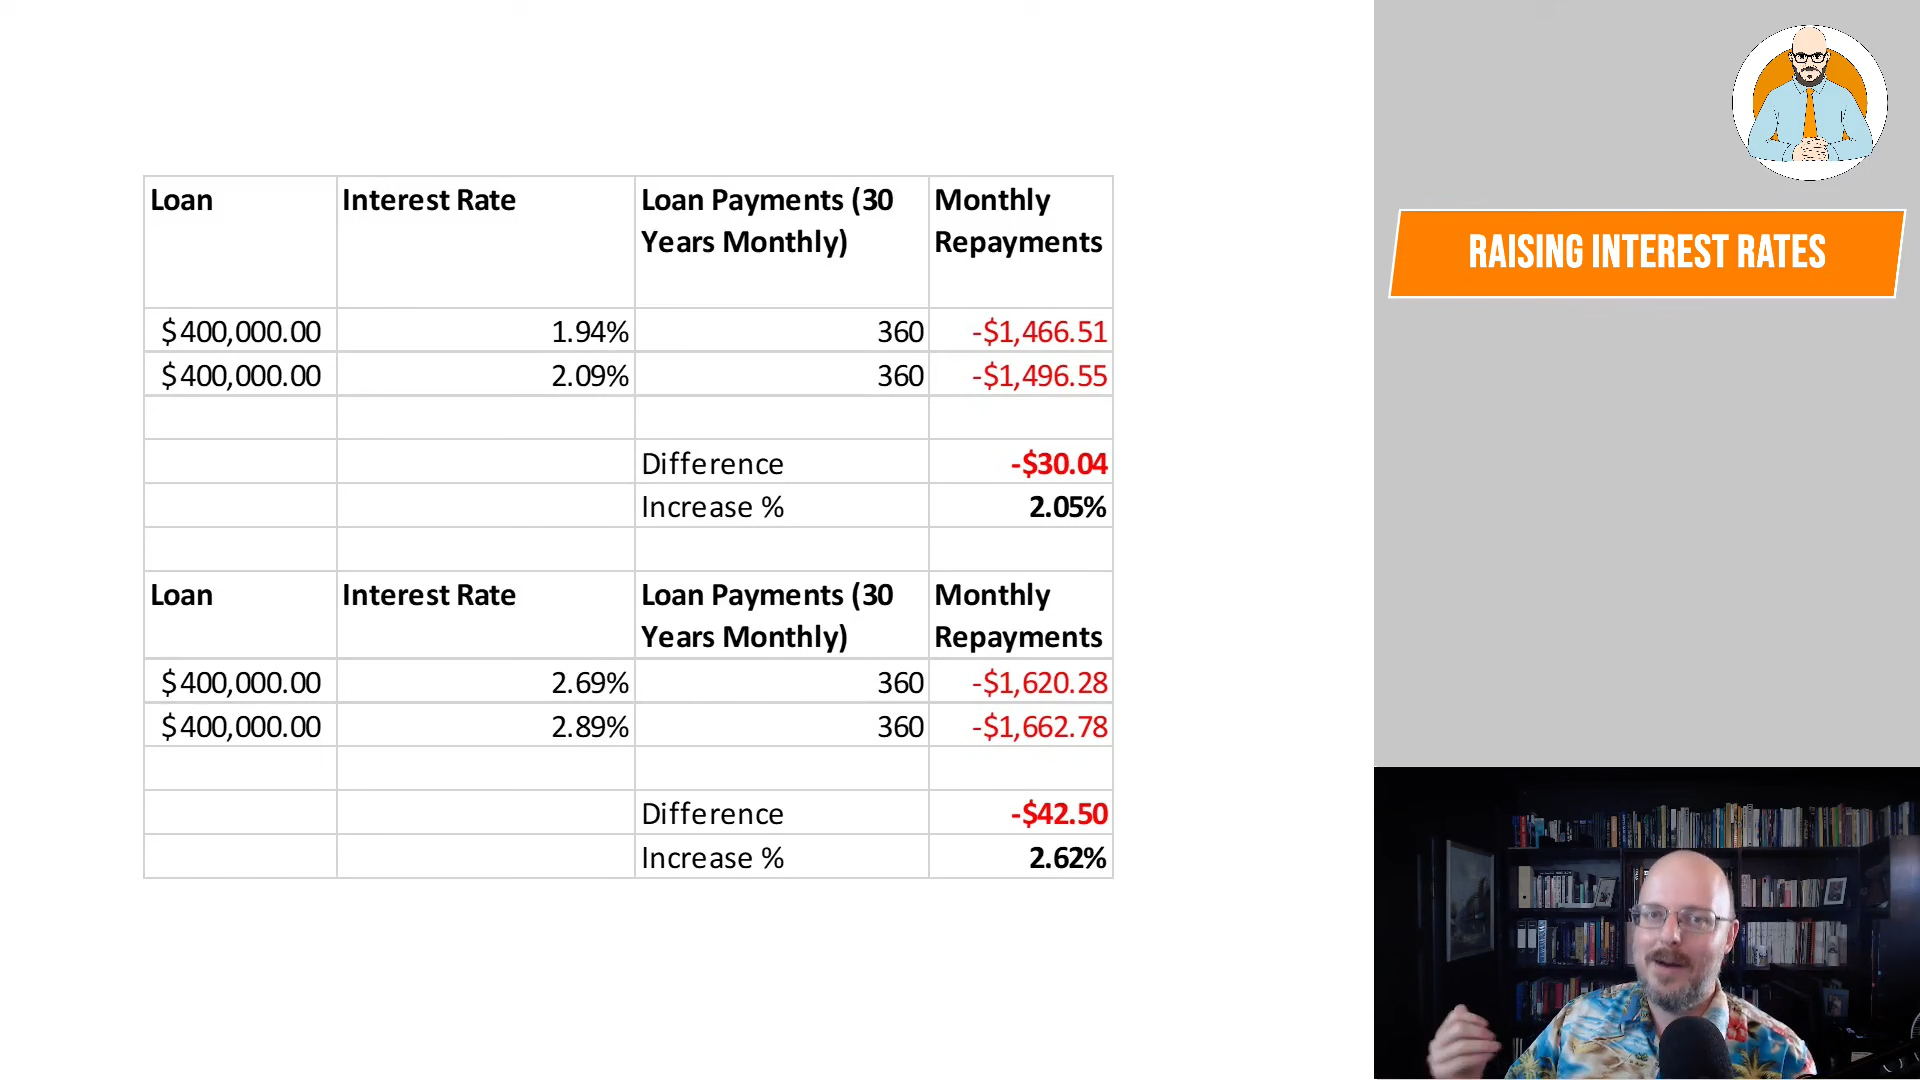 Loan Interest Rate Loan Payments (30 Monthly
Years Monthly) Repayments
$400,000.00 1.94% 360 -$1,466.51
$400,000.00 2.09% 360 -$1,496.55
Difference -$30.04
Increase % 2.05%
Loan Interest Rate Loan Payments (30 Monthly
Years Monthly) Repayments
$400,000.00 2.69% 360 -$1,620.28
$400,000.00 2.89% 360 -$1,662.78
Difference -$42.50
Increase % 2.62%
RAISING INTEREST RATES